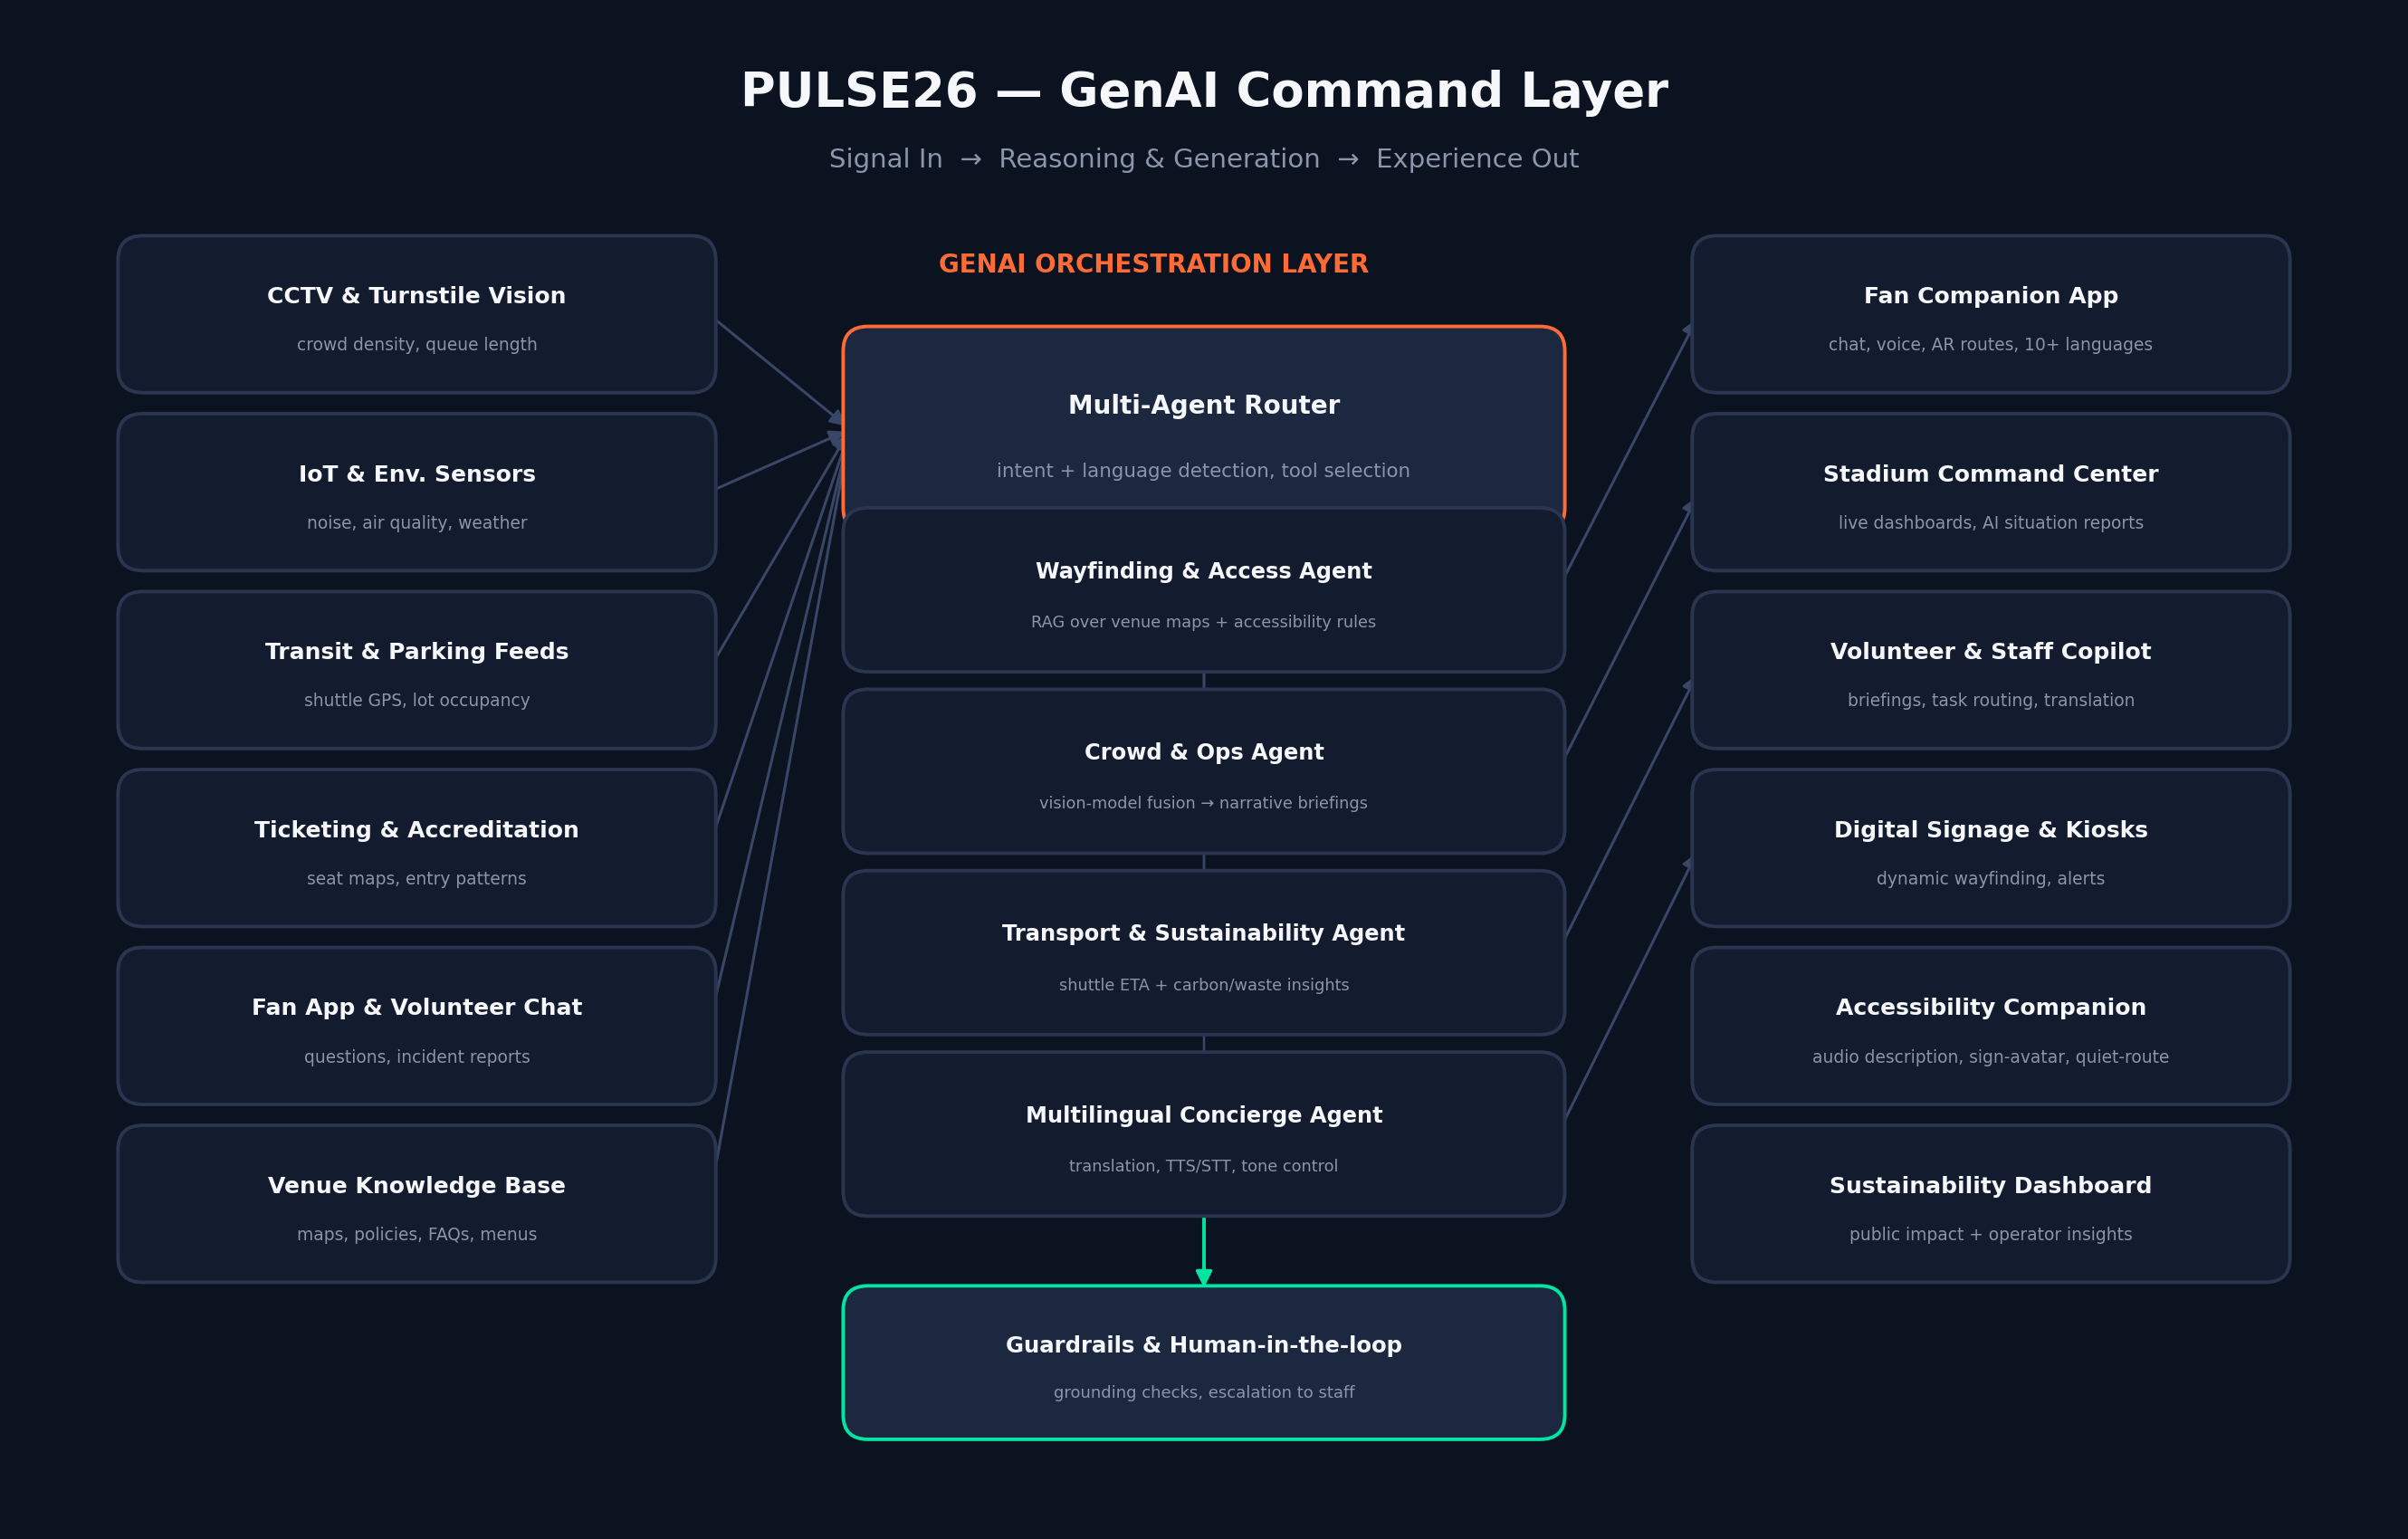 PULSE26 — GenAI Command Layer
Signal In → Reasoning & Generation → Experience Out
CCTV & Turnstile Vision
crowd density, queue length
IoT & Env. Sensors
noise, air quality, weather
Transit & Parking Feeds
shuttle GPS, lot occupancy
Ticketing & Accreditation
seat maps, entry patterns
Fan App & Volunteer Chat
questions, incident reports
Venue Knowledge Base
maps, policies, FAQs, menus
GENAI ORCHESTRATION LAYER
Multi-Agent Router
intent + language detection, tool selection
Wayfinding & Access Agent
RAG over venue maps + accessibility rules
Crowd & Ops Agent
vision-model fusion → narrative briefings
Transport & Sustainability Agent
shuttle ETA + carbon/waste insights
Multilingual Concierge Agent
translation, TTS/STT, tone control
Guardrails & Human-in-the-loop
grounding checks, escalation to staff
Fan Companion App
chat, voice, AR routes, 10+ languages
Stadium Command Center
live dashboards, AI situation reports
Volunteer & Staff Copilot
briefings, task routing, translation
Digital Signage & Kiosks
dynamic wayfinding, alerts
Accessibility Companion
audio description, sign-avatar, quiet-route
Sustainability Dashboard
public impact + operator insights